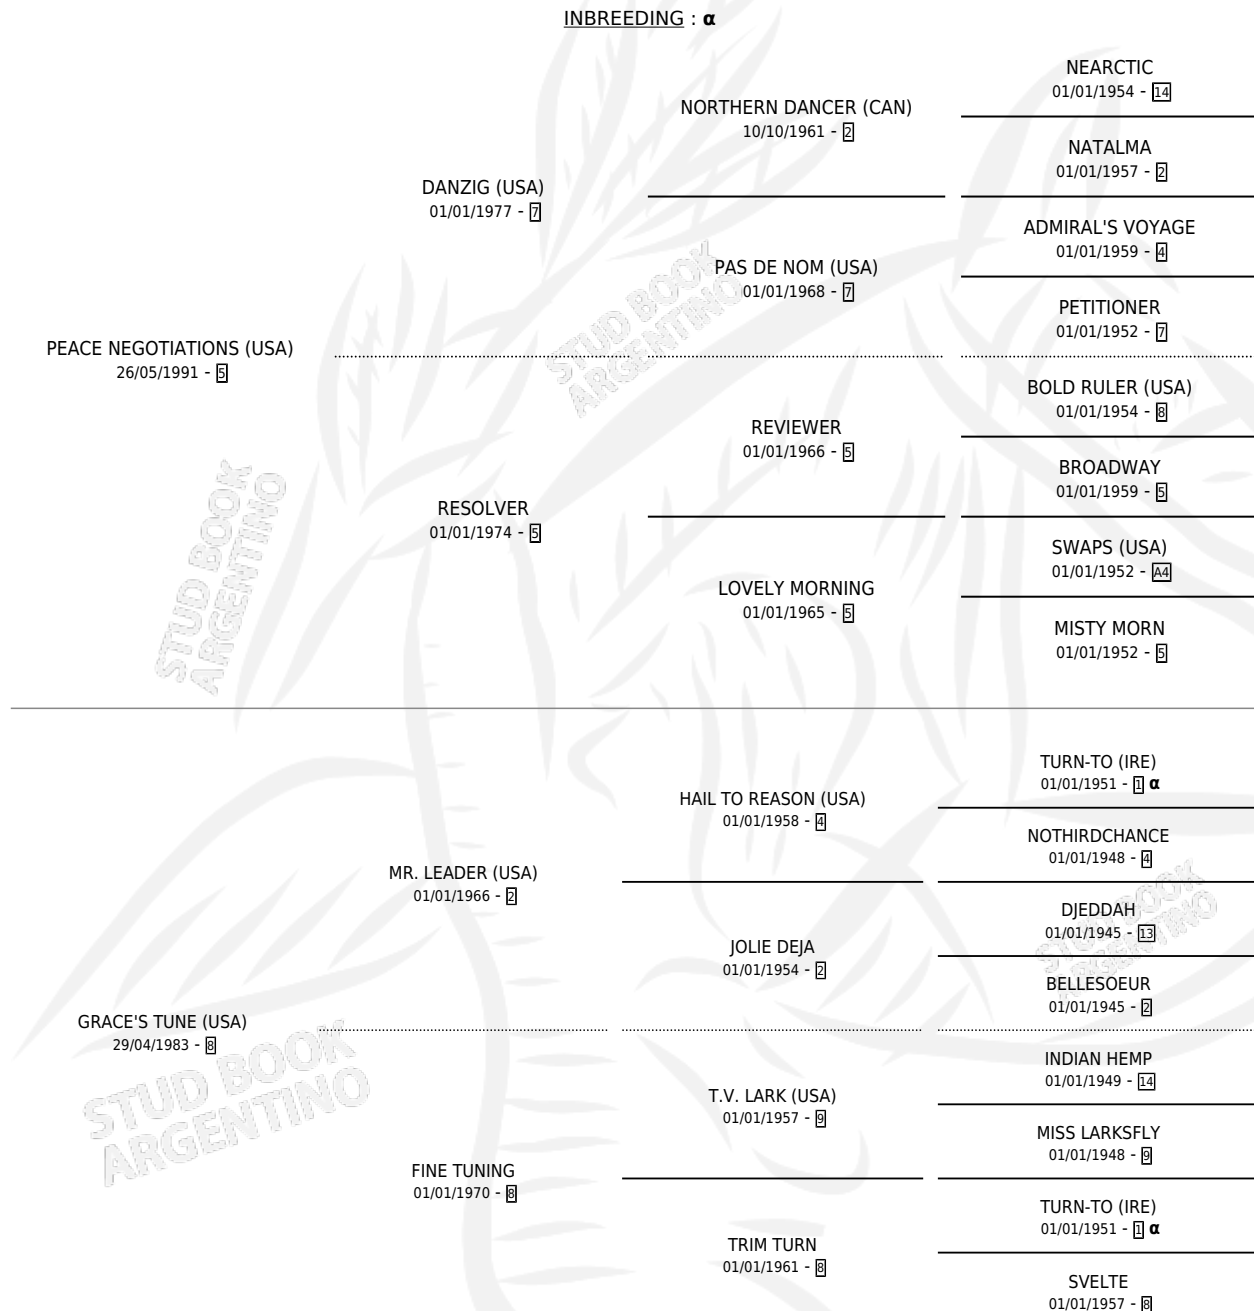 INBREEDING : α
NEARCTIC
01/01/1954 - 14
NORTHERN DANCER (CAN)
10/10/1961 - 2
NATALMA
01/01/1957 - 2
DANZIG (USA)
01/01/1977 - 7
ADMIRAL'S VOYAGE
01/01/1959 - 4
PAS DE NOM (USA)
01/01/1968 - 7
PETITIONER
01/01/1952 - 7
PEACE NEGOTIATIONS (USA)
26/05/1991 - 5
BOLD RULER (USA)
01/01/1954 - 8
REVIEWER
01/01/1966 - 5
BROADWAY
01/01/1959 - 5
RESOLVER
01/01/1974 - 5
SWAPS (USA)
01/01/1952 - A4
LOVELY MORNING
01/01/1965 - 5
MISTY MORN
01/01/1952 - 5
TURN-TO (IRE)
01/01/1951 - 1 α
HAIL TO REASON (USA)
01/01/1958 - 4
NOTHIRDCHANCE
01/01/1948 - 4
MR. LEADER (USA)
01/01/1966 - 2
DJEDDAH
01/01/1945 - 13
JOLIE DEJA
01/01/1954 - 2
BELLESOEUR
01/01/1945 - 2
GRACE'S TUNE (USA)
29/04/1983 - 8
INDIAN HEMP
01/01/1949 - 14
T.V. LARK (USA)
01/01/1957 - 9
MISS LARKSFLY
01/01/1948 - 9
FINE TUNING
01/01/1970 - 8
TURN-TO (IRE)
01/01/1951 - 1 α
TRIM TURN
01/01/1961 - 8
SVELTE
01/01/1957 - 8
STUD BOOK
ARGENTINO
STUD BOOK
ARGENTINO
STUD BOOK
ARGENTINO
STUD BOOK
ARGENTINO